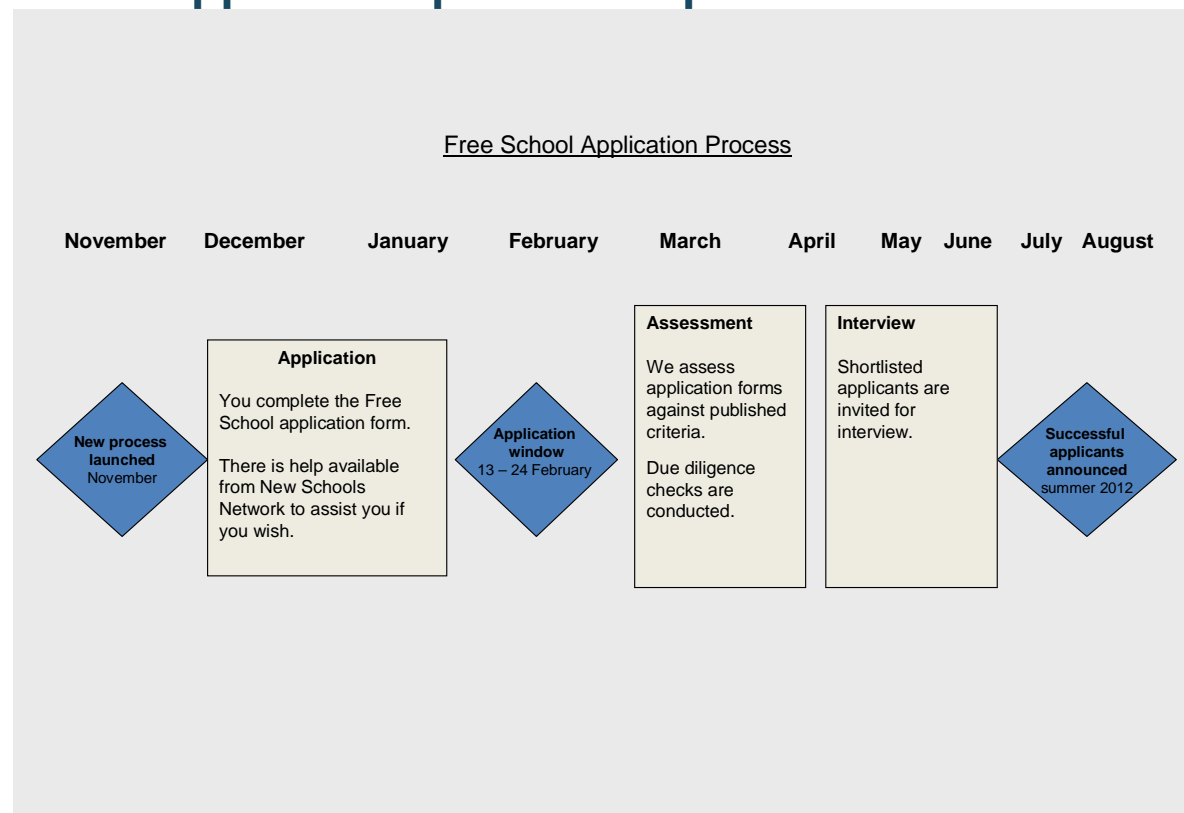 Free School Application Process
November December January February March April May June July August
New process
launched
November
Application
You complete the Free
School application form.
There is help available
from New Schools
Network to assist you if
you wish.
Application
window
13 – 24 February
Assessment
We assess
application forms
against published
criteria.
Due diligence
checks are
conducted.
Interview
Shortlisted
applicants are
invited for
interview.
Successful
applicants
announced
summer 2012